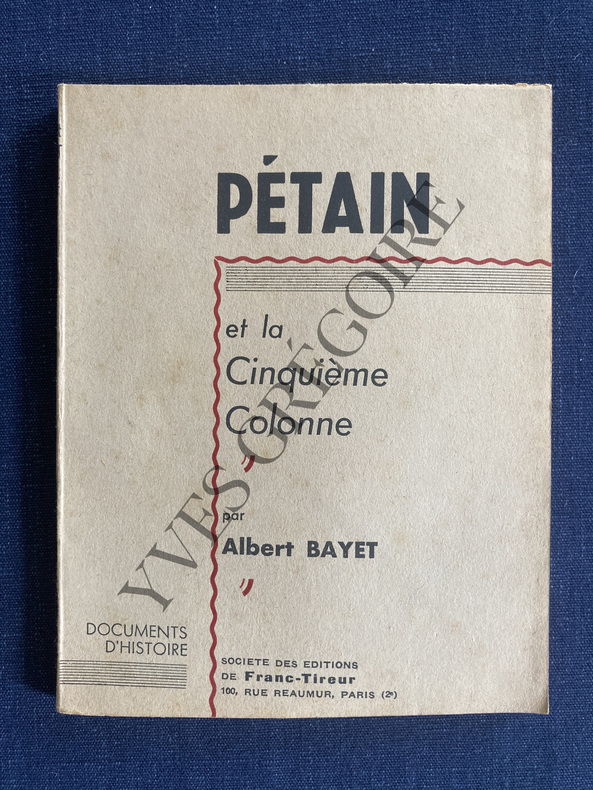 PÉTAIN
et la
Cinquième
Colonne
par
Albert BAYET
DOCUMENTS
D'HISTOIRE
SOCIETE DES EDITIONS
DE Franc-Tireur
100, RUE REAUMUR, PARIS (2e)
YVES GRÉGOIRE